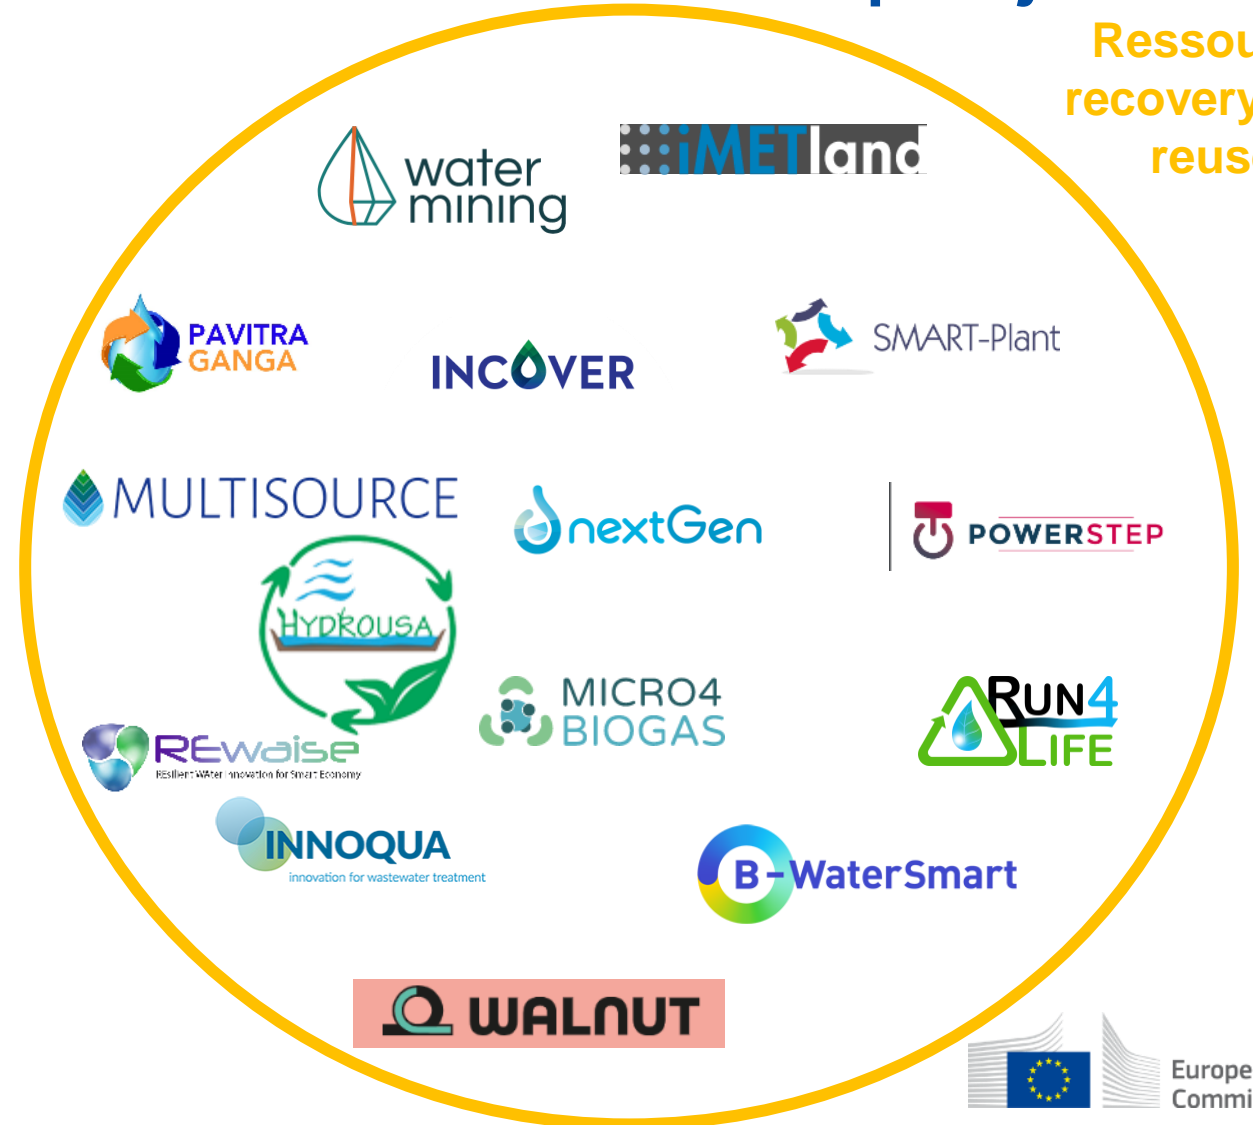 Ressou
recovery
reus
water
mining
iMETland
PAVITRA
GANGA
INCOVER
SMART-Plant
MULTISOURCE
nextGen
POWERSTEP
HYDROUSA
MICRO4
BIOGAS
RUN4
LIFE
REwaise
REsilient WAter Innovation for Smart Economy
INNOQUA
innovation for wastewater treatment
B-WaterSmart
WALNUT
Europe
Commi